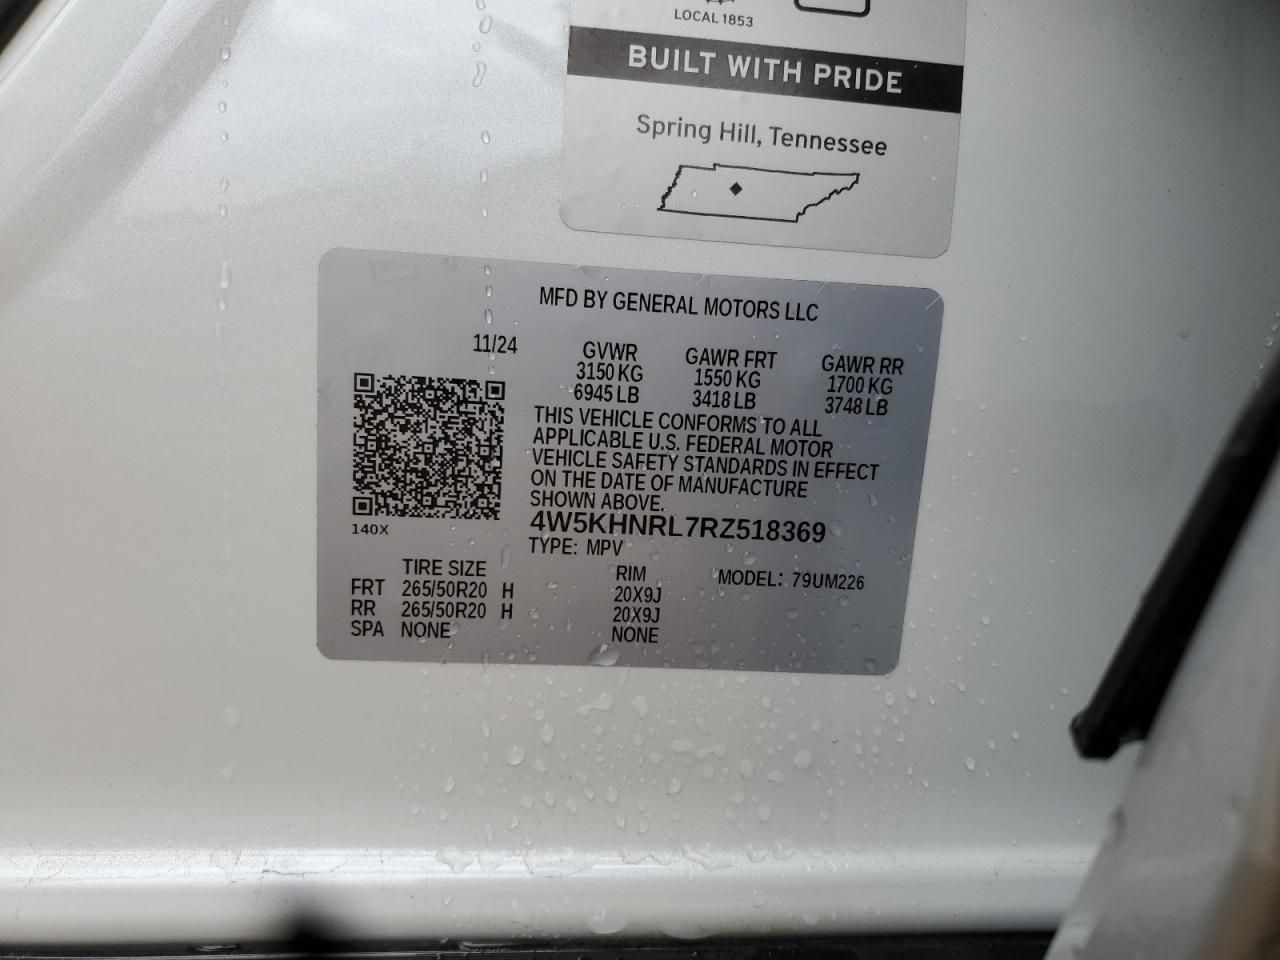 LOCAL 1853
BUILT WITH PRIDE
Spring Hill, Tennessee
MFD BY GENERAL MOTORS LLC
11/24
GVWR GAWR FRT GAWR RR
3150 KG 1550 KG 1700 KG
6945 LB 3418 LB 3748 LB
THIS VEHICLE CONFORMS TO ALL
APPLICABLE U.S. FEDERAL MOTOR
VEHICLE SAFETY STANDARDS IN EFFECT
ON THE DATE OF MANUFACTURE
SHOWN ABOVE.
140X
4W5KHNRL7RZ518369
TYPE: MPV
TIRE SIZE RIM MODEL: 79UM226
FRT 265/50R20 H 20X9J
RR 265/50R20 H 20X9J
SPA NONE NONE